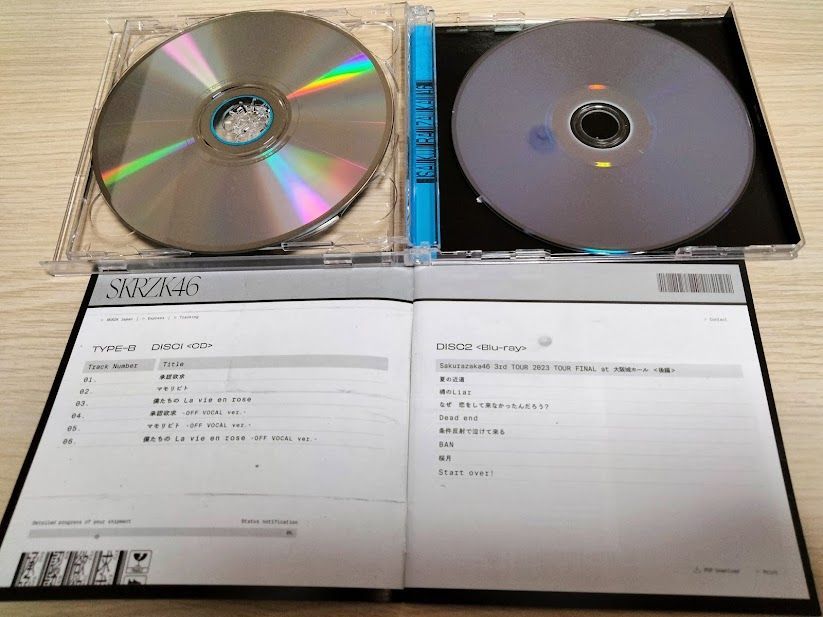 SKRZK46
TYPE-B DISC1 <CD>
Track Number Title
01. 承認欲求
02. マモリビト
03. 僕たちの La vie en rose
04. 承認欲求 -OFF VOCAL ver.-
05. マモリビト -OFF VOCAL ver.-
06. 僕たちの La vie en rose -OFF VOCAL ver.-
Detailed progress of your shipment
Status notification
Contact
DISC2 <Blu-ray>
Sakurazaka46 3rd TOUR 2023 TOUR FINAL at 大阪城ホール <後編>
夏の近道
魂のLiar
なぜ 恋をして来なかったんだろう?
Dead end
条件反射で泣けて来る
BAN
桜月
Start over!
PDF Download
Print